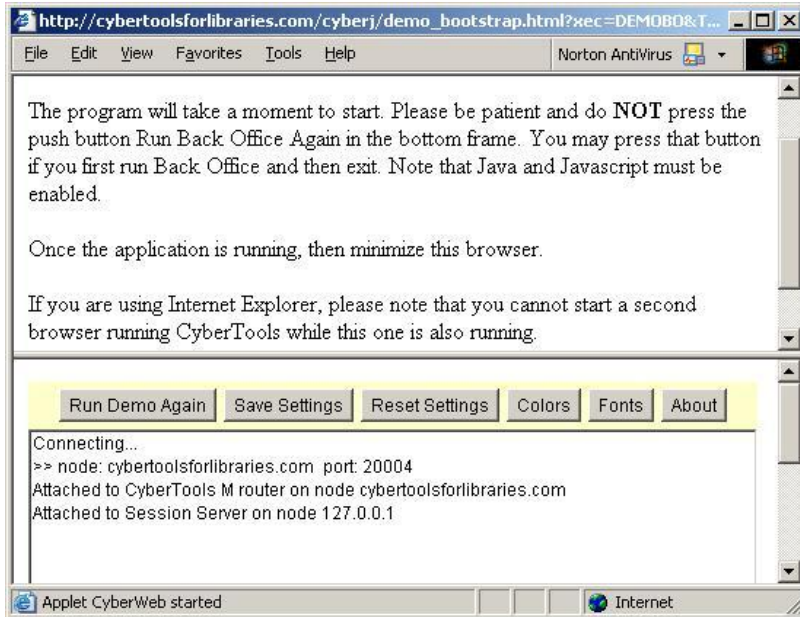 http://cybertoolsforlibraries.com/cyberj/demo_bootstrap.html?xec=DEMOBO&T...
File Edit View Favorites Tools Help Norton AntiVirus
The program will take a moment to start. Please be patient and do NOT press the
push button Run Back Office Again in the bottom frame. You may press that button
if you first run Back Office and then exit. Note that Java and Javascript must be
enabled.
Once the application is running, then minimize this browser.
If you are using Internet Explorer, please note that you cannot start a second
browser running CyberTools while this one is also running.
Run Demo Again Save Settings Reset Settings Colors Fonts About
Connecting...
>> node: cybertoolsforlibraries.com port: 20004
Attached to CyberTools M router on node cybertoolsforlibraries.com
Attached to Session Server on node 127.0.0.1
Applet CyberWeb started Internet